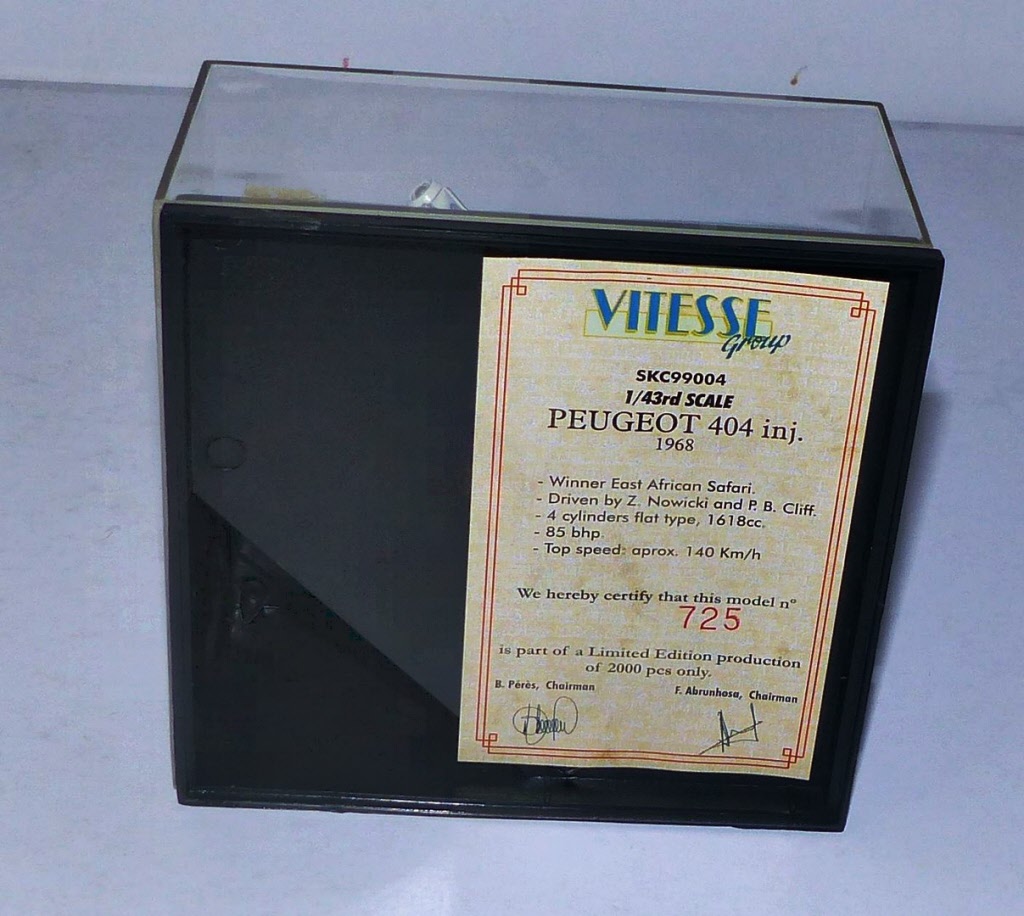 VITESSE
Group
SKC99004
1/43rd SCALE
PEUGEOT 404 inj.
1968
- Winner East African Safari.
- Driven by Z. Nowicki and P. B. Cliff.
- 4 cylinders flat type, 1618cc.
- 85 bhp.
- Top speed: aprox. 140 Km/h
We hereby certify that this model nº
725
is part of a Limited Edition production
of 2000 pcs only.
B. Pérès, Chairman F. Abrunhosa, Chairman